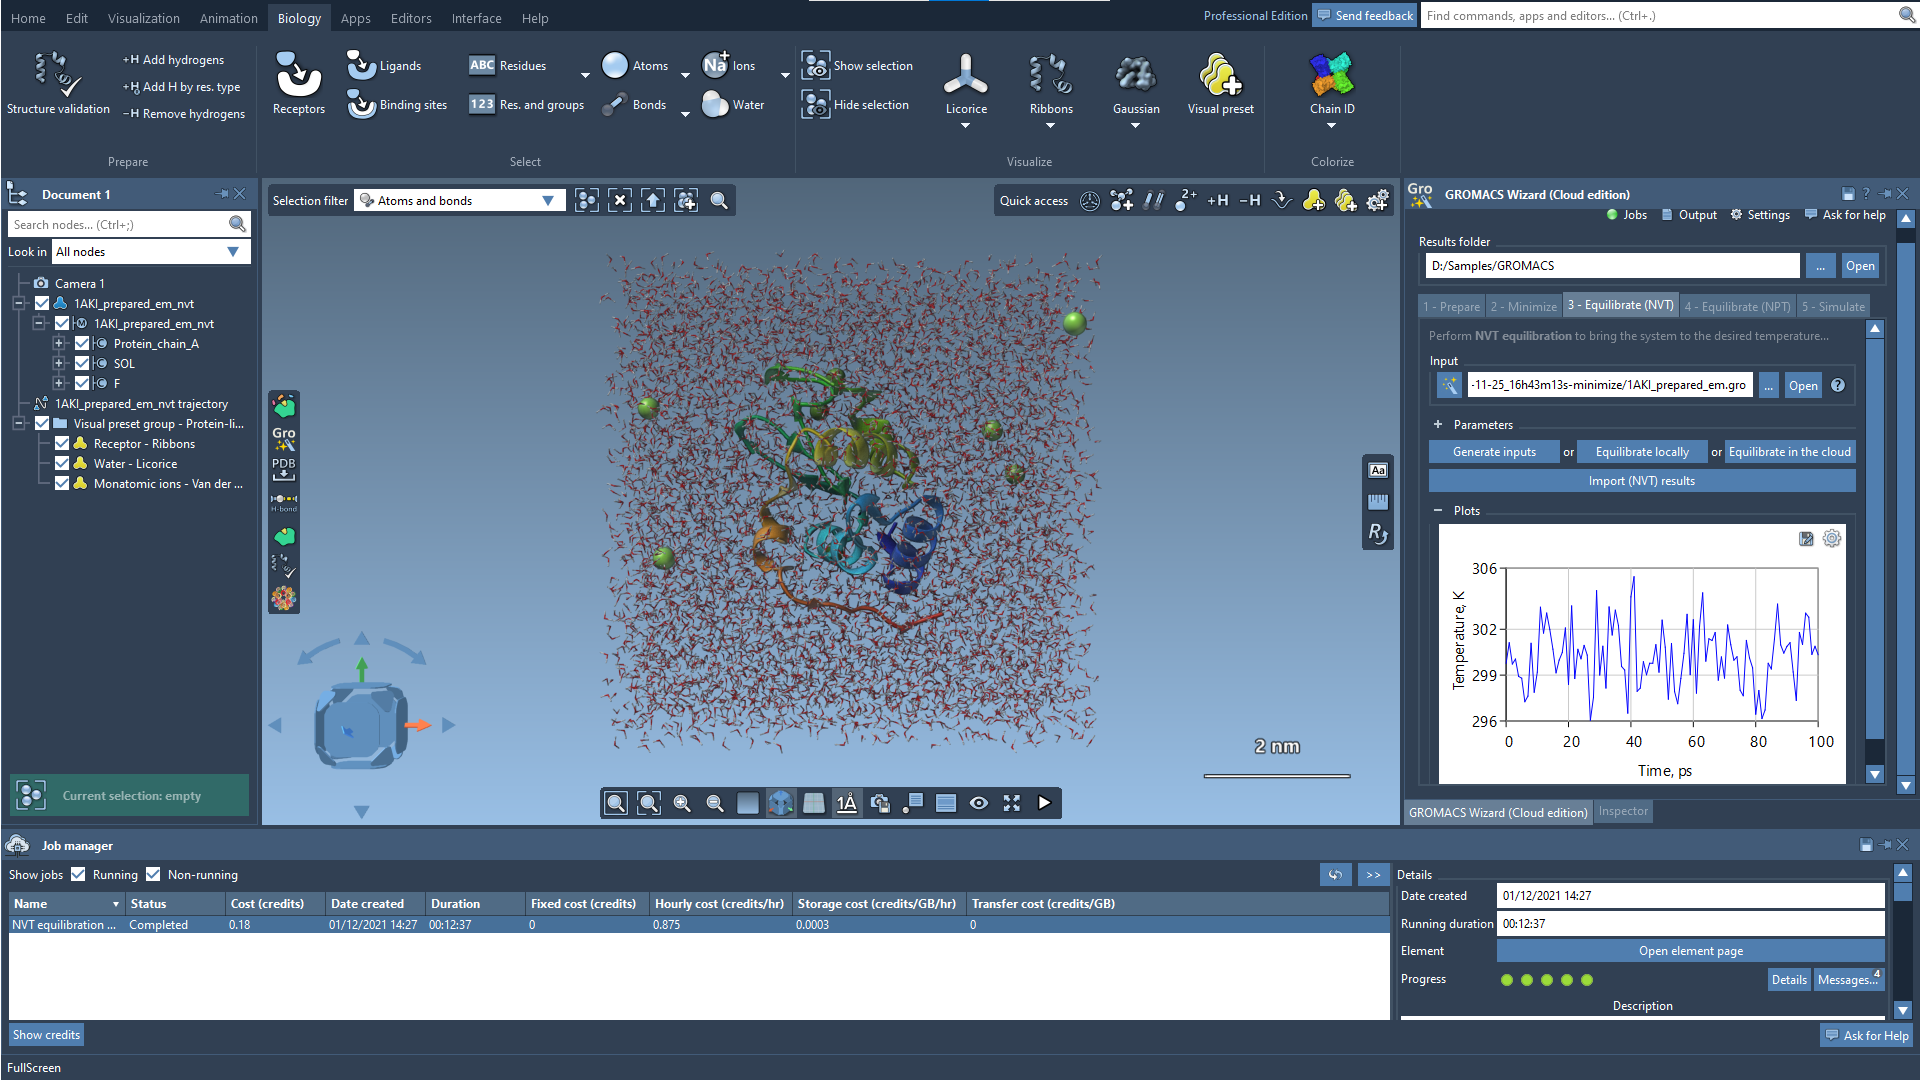 Home Edit Visualization Animation Biology Apps Editors Interface Help
Professional Edition Send feedback Find commands, apps and editors... (Ctrl+.)
Structure validation
+H Add hydrogens
Add H by res. type
−H Remove hydrogens
Prepare
Receptors
Ligands
Binding sites
ABC Residues
123 Res. and groups
Atoms
Bonds
Na+ Ions
Water
Select
Show selection
Hide selection
Licorice
Ribbons
Gaussian
Visual preset
Visualize
Chain ID
Colorize
Document 1
Search nodes... (Ctrl+;)
Look in All nodes
Camera 1
1AKI_prepared_em_nvt
1AKI_prepared_em_nvt
Protein_chain_A
SOL
F
1AKI_prepared_em_nvt trajectory
Visual preset group - Protein-li...
Receptor - Ribbons
Water - Licorice
Monatomic ions - Van der ...
Current selection: empty
Selection filter Atoms and bonds
Quick access 2+ +H −H
Gro
PDB
H-bond
Aa
R
2 nm
1Å
Gro GROMACS Wizard (Cloud edition)
Jobs Output Settings Ask for help
Results folder
D:/Samples/GROMACS ... Open
1 - Prepare 2 - Minimize 3 - Equilibrate (NVT) 4 - Equilibrate (NPT) 5 - Simulate
Perform NVT equilibration to bring the system to the desired temperature...
Input
-11-25_16h43m13s-minimize/1AKI_prepared_em.gro ... Open ?
+ Parameters
Generate inputs or Equilibrate locally or Equilibrate in the cloud
Import (NVT) results
− Plots
306
302
299
296
Temperature, K
0 20 40 60 80 100
Time, ps
GROMACS Wizard (Cloud edition) Inspector
Job manager
Show jobs Running Non-running >>
Name Status Cost (credits) Date created Duration Fixed cost (credits) Hourly cost (credits/hr) Storage cost (credits/GB/hr) Transfer cost (credits/GB)
NVT equilibration ... Completed 0.18 01/12/2021 14:27 00:12:37 0 0.875 0.0003 0
Show credits
Details
Date created 01/12/2021 14:27
Running duration 00:12:37
Element Open element page
Progress Details Messages... 4
Description
Ask for Help
FullScreen